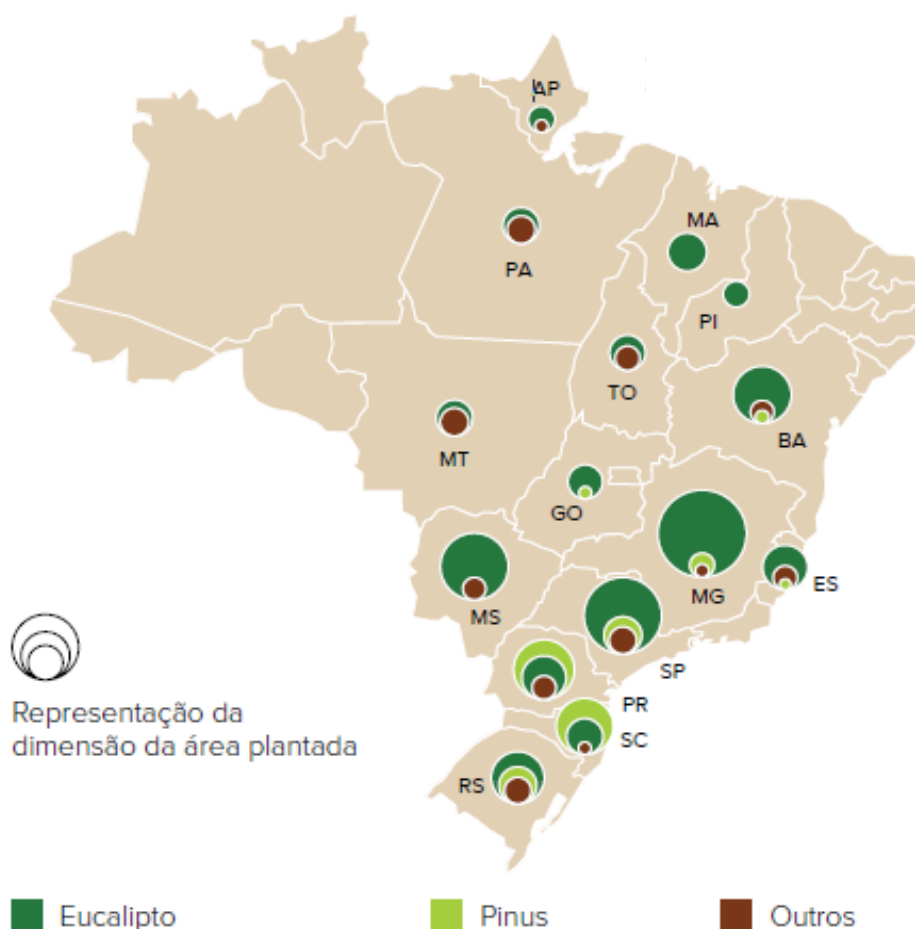 AP
MA
PA
PI
TO
BA
MT
GO
MG
ES
MS
SP
PR
SC
RS
Representação da
dimensão da área plantada
Eucalipto
Pinus
Outros